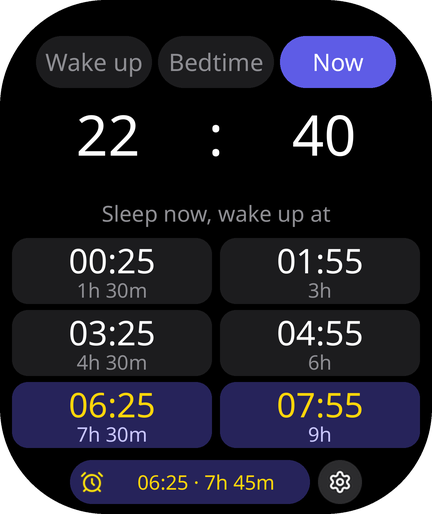 Wake up Bedtime Now
22 : 40
Sleep now, wake up at
00:25 01:55
1h 30m 3h
03:25 04:55
4h 30m 6h
06:25 07:55
7h 30m 9h
06:25 · 7h 45m